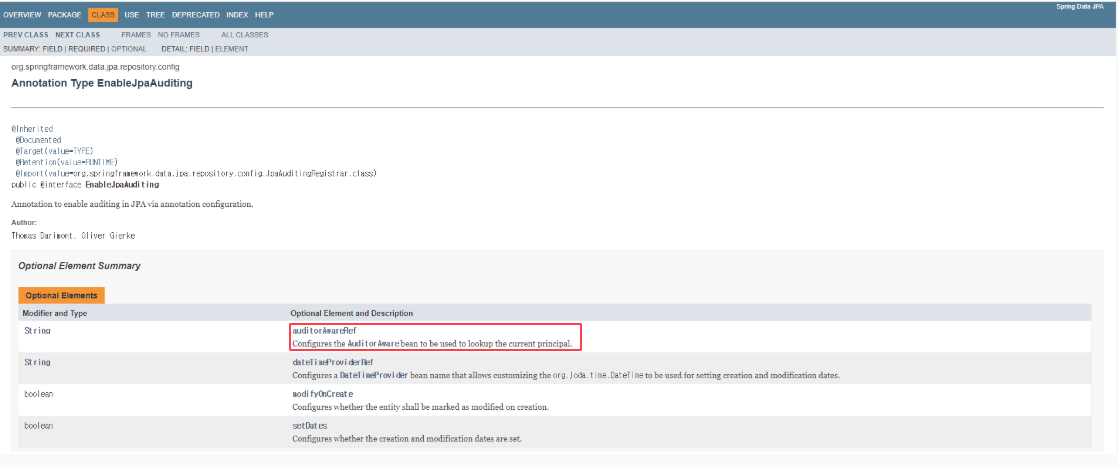 Spring Data JPA
OVERVIEW PACKAGE CLASS USE TREE DEPRECATED INDEX HELP
PREV CLASS NEXT CLASS FRAMES NO FRAMES ALL CLASSES
SUMMARY: FIELD | REQUIRED | OPTIONAL DETAIL: FIELD | ELEMENT
org.springframework.data.jpa.repository.config
Annotation Type EnableJpaAuditing
@Inherited
@Documented
@Target(value=TYPE)
@Retention(value=RUNTIME)
@Import(value=org.springframework.data.jpa.repository.config.JpaAuditingRegistrar.class)
public @interface EnableJpaAuditing
Annotation to enable auditing in JPA via annotation configuration.
Author:
Thomas Darimont, Oliver Gierke
Optional Element Summary
Optional Elements
Modifier and Type Optional Element and Description
String auditorAwareRef
Configures the AuditorAware bean to be used to lookup the current principal.
String dateTimeProviderRef
Configures a DateTimeProvider bean name that allows customizing the org.joda.time.DateTime to be used for setting creation and modification dates.
boolean modifyOnCreate
Configures whether the entity shall be marked as modified on creation.
boolean setDates
Configures whether the creation and modification dates are set.